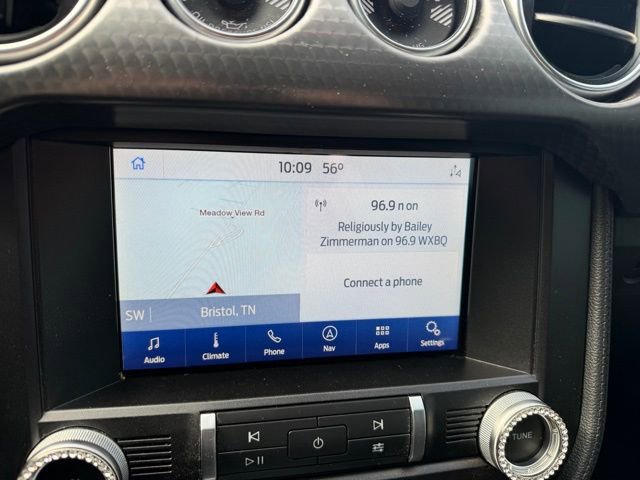 10:09 56°
Meadow View Rd
96.9 n on
Religiously by Bailey
Zimmerman on 96.9 WXBQ
Connect a phone
SW
Bristol, TN
Audio
Climate
Phone
Nav
Apps
Settings
TUNE